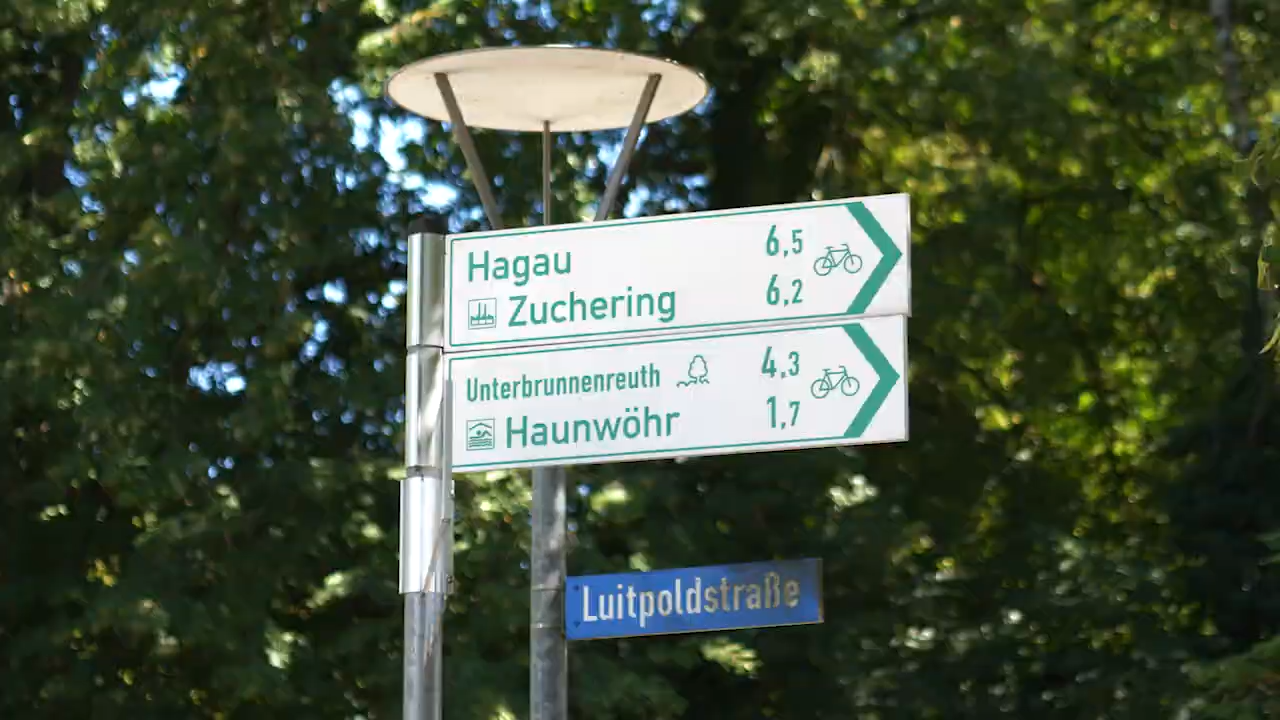 Hagau 6,5
Zuchering 6,2
Unterbrunnenreuth 4,3
Haunwöhr 1,7
Luitpoldstraße